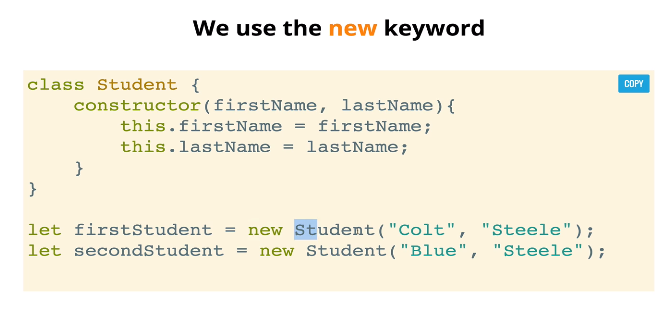 We use the new keyword
COPY
class Student {
    constructor(firstName, lastName){
        this.firstName = firstName;
        this.lastName = lastName;
    }
}

let firstStudent = new Student("Colt", "Steele");
let secondStudent = new Student("Blue", "Steele");